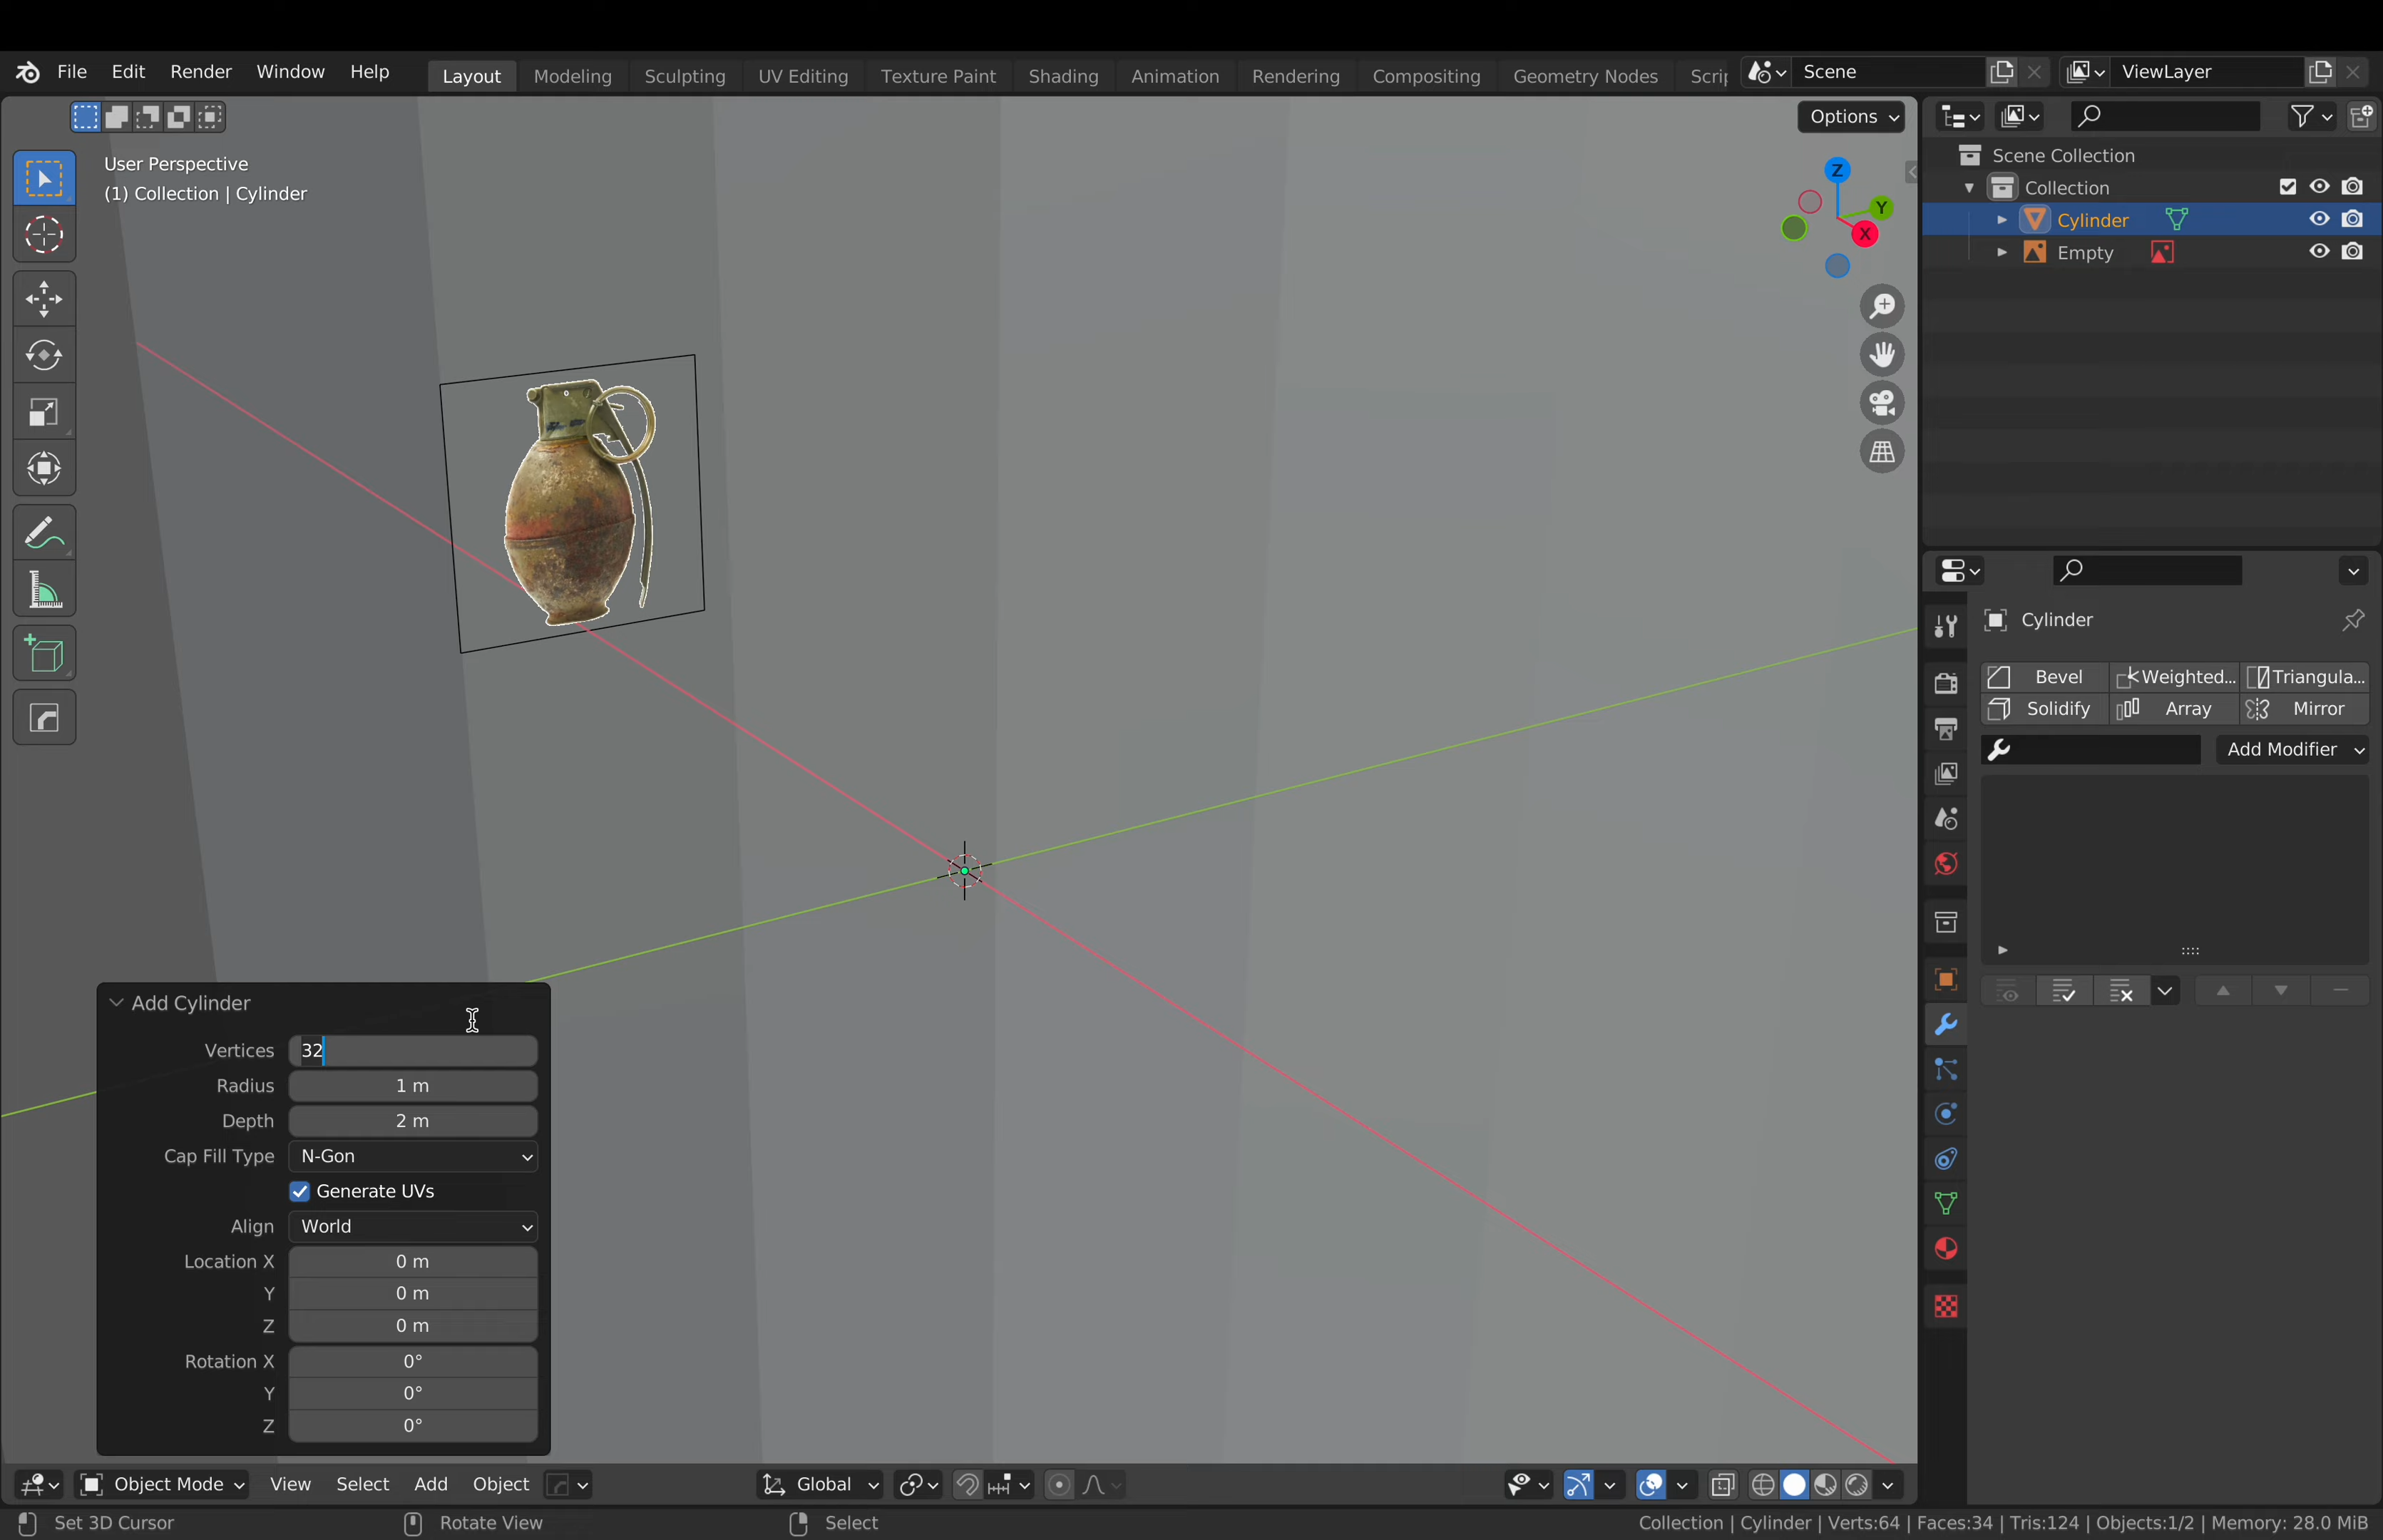 File Edit Render Window Help Layout Modeling Sculpting UV Editing Texture Paint Shading Animation Rendering Compositing Geometry Nodes Scrip Scene ViewLayer
Options
User Perspective
(1) Collection | Cylinder
Z
Y
X
Scene Collection
Collection
Cylinder
Empty
Cylinder
Bevel Weighted... Triangula...
Solidify Array Mirror
Add Modifier
Add Cylinder
Vertices 32
Radius 1 m
Depth 2 m
Cap Fill Type N-Gon
Generate UVs
Align World
Location X 0 m
Y 0 m
Z 0 m
Rotation X 0°
Y 0°
Z 0°
Object Mode View Select Add Object Global
Set 3D Cursor Rotate View Select Collection | Cylinder | Verts:64 | Faces:34 | Tris:124 | Objects:1/2 | Memory: 28.0 MiB